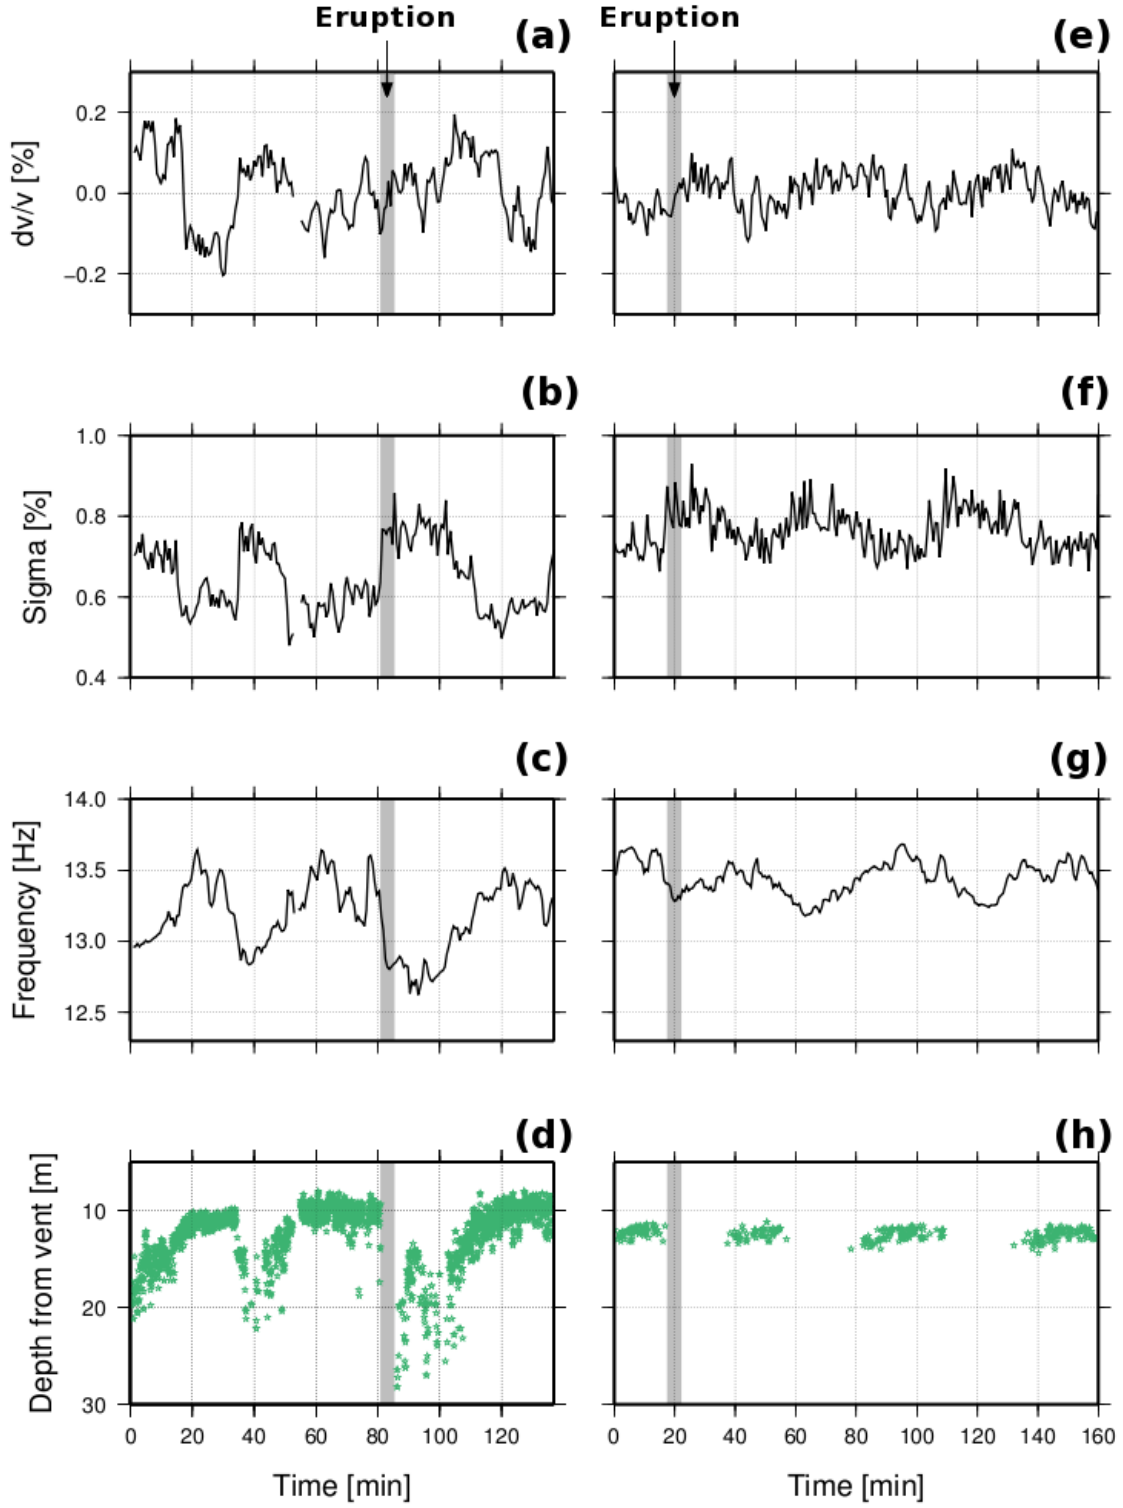 Eruption Eruption
(a) (e)
0.2
0.0
−0.2
dv/v [%]
(b) (f)
1.0
0.8
0.6
0.4
Sigma [%]
(c) (g)
14.0
13.5
13.0
12.5
Frequency [Hz]
(d) (h)
10
20
30
Depth from vent [m]
0 20 40 60 80 100 120 0 20 40 60 80 100 120 140 160
Time [min] Time [min]